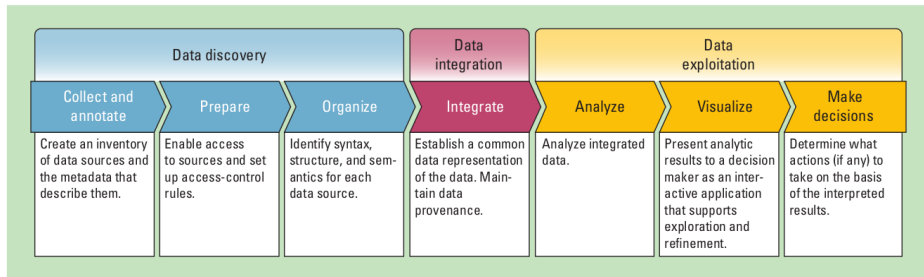 Data discovery
Data
integration
Data
exploitation
Collect and
annotate
Prepare
Organize
Integrate
Analyze
Visualize
Make
decisions
Create an inventory
of data sources and
the metadata that
describe them.
Enable access
to sources and set
up access-control
rules.
Identify syntax,
structure, and sem-
antics for each
data source.
Establish a common
data representation
of the data. Main-
tain data
provenance.
Analyze integrated
data.
Present analytic
results to a decision
maker as an inter-
active application
that supports
exploration and
refinement.
Determine what
actions (if any) to
take on the basis
of the interpreted
results.